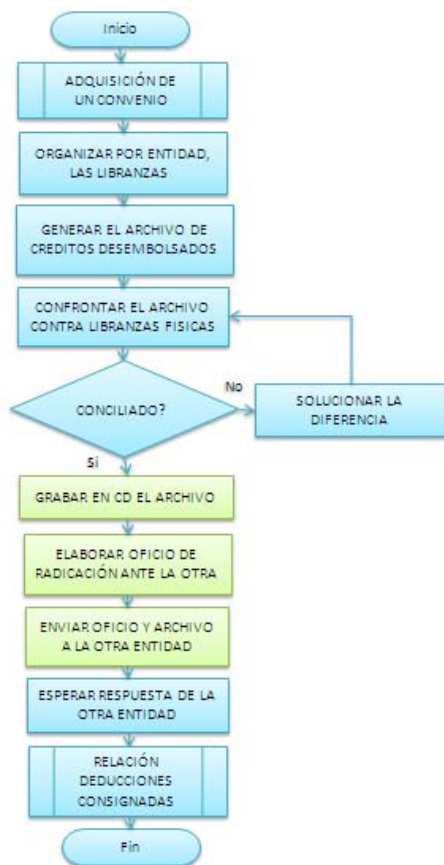 Inicio
ADQUISICIÓN DE
UN CONVENIO
ORGANIZAR POR ENTIDAD,
LAS LIBRANZAS
GENERAR EL ARCHIVO DE
CREDITOS DESEMBOLSADOS
CONFRONTAR EL ARCHIVO
CONTRA LIBRANZAS FISICAS
CONCILIADO?
No
SOLUCIONAR LA
DIFERENCIA
Si
GRABAR EN CD EL ARCHIVO
ELABORAR OFICIO DE
RADICACIÓN ANTE LA OTRA
ENVIAR OFICIO Y ARCHIVO
A LA OTRA ENTIDAD
ESPERAR RESPUESTA DE LA
OTRA ENTIDAD
RELACIÓN
DEDUCCIONES
CONSIGNADAS
Fin